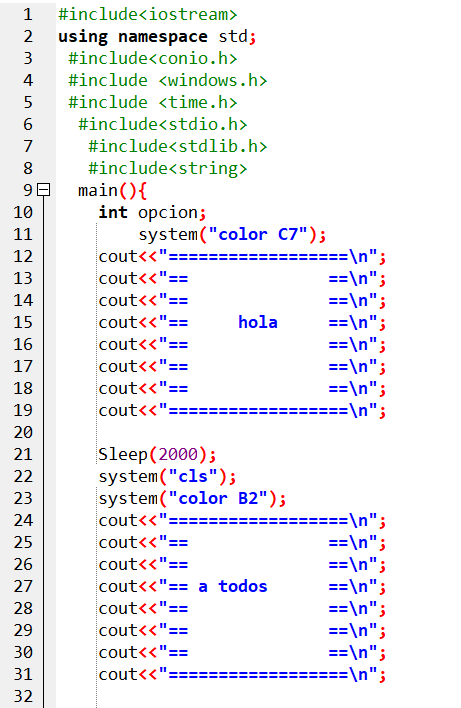 1 #include<iostream>
2 using namespace std;
3  #include<conio.h>
4  #include <windows.h>
5  #include <time.h>
6   #include<stdio.h>
7    #include<stdlib.h>
8    #include<string>
9   main(){
10     int opcion;
11         system("color C7");
12     cout<<"==================\n";
13     cout<<"==              ==\n";
14     cout<<"==              ==\n";
15     cout<<"==     hola     ==\n";
16     cout<<"==              ==\n";
17     cout<<"==              ==\n";
18     cout<<"==              ==\n";
19     cout<<"==================\n";
20
21     Sleep(2000);
22     system("cls");
23     system("color B2");
24     cout<<"==================\n";
25     cout<<"==              ==\n";
26     cout<<"==              ==\n";
27     cout<<"== a todos      ==\n";
28     cout<<"==              ==\n";
29     cout<<"==              ==\n";
30     cout<<"==              ==\n";
31     cout<<"==================\n";
32